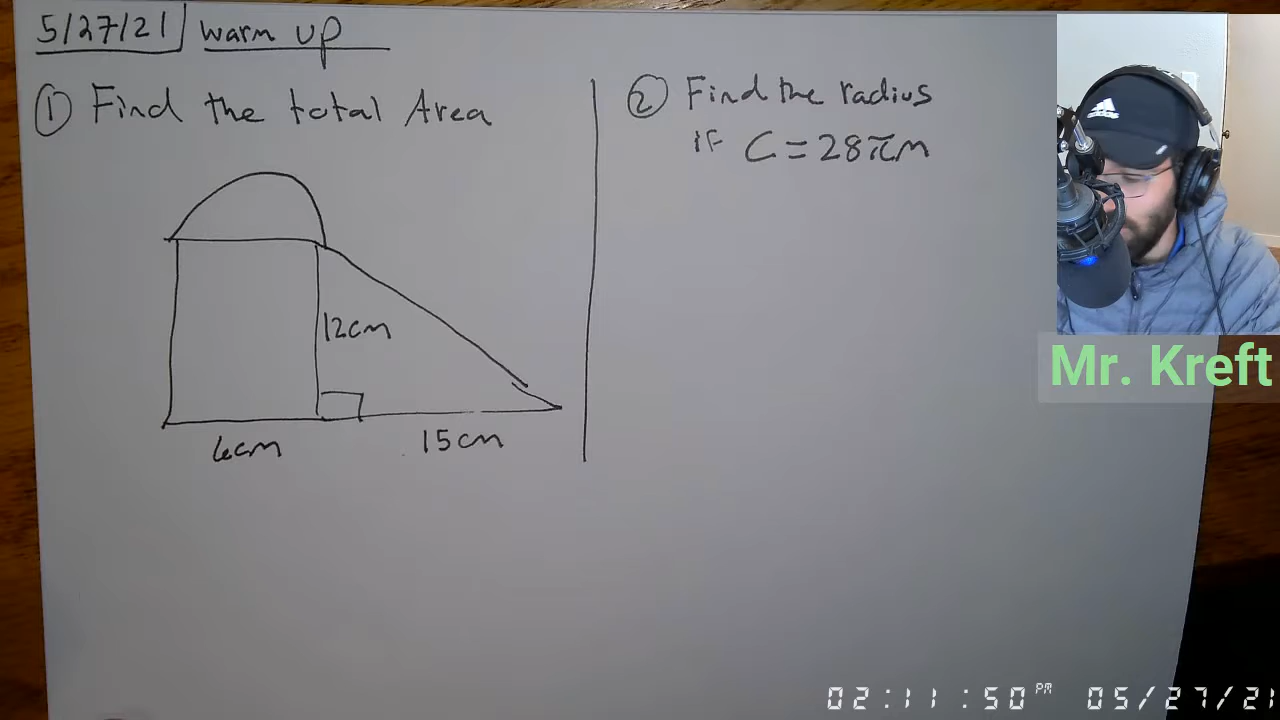 5/27/21 warm up
① Find the total Area
12cm
6cm
15cm
② Find the radius
if C = 28πm
Mr. Kreft
02:11:50 PM 05/27/21